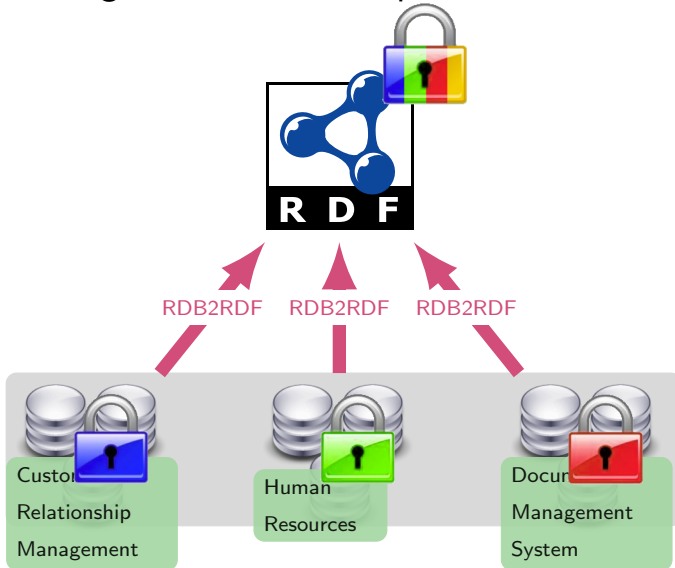 R D F
RDB2RDF RDB2RDF RDB2RDF
Relationship
Management
Human
Resources
Management
System